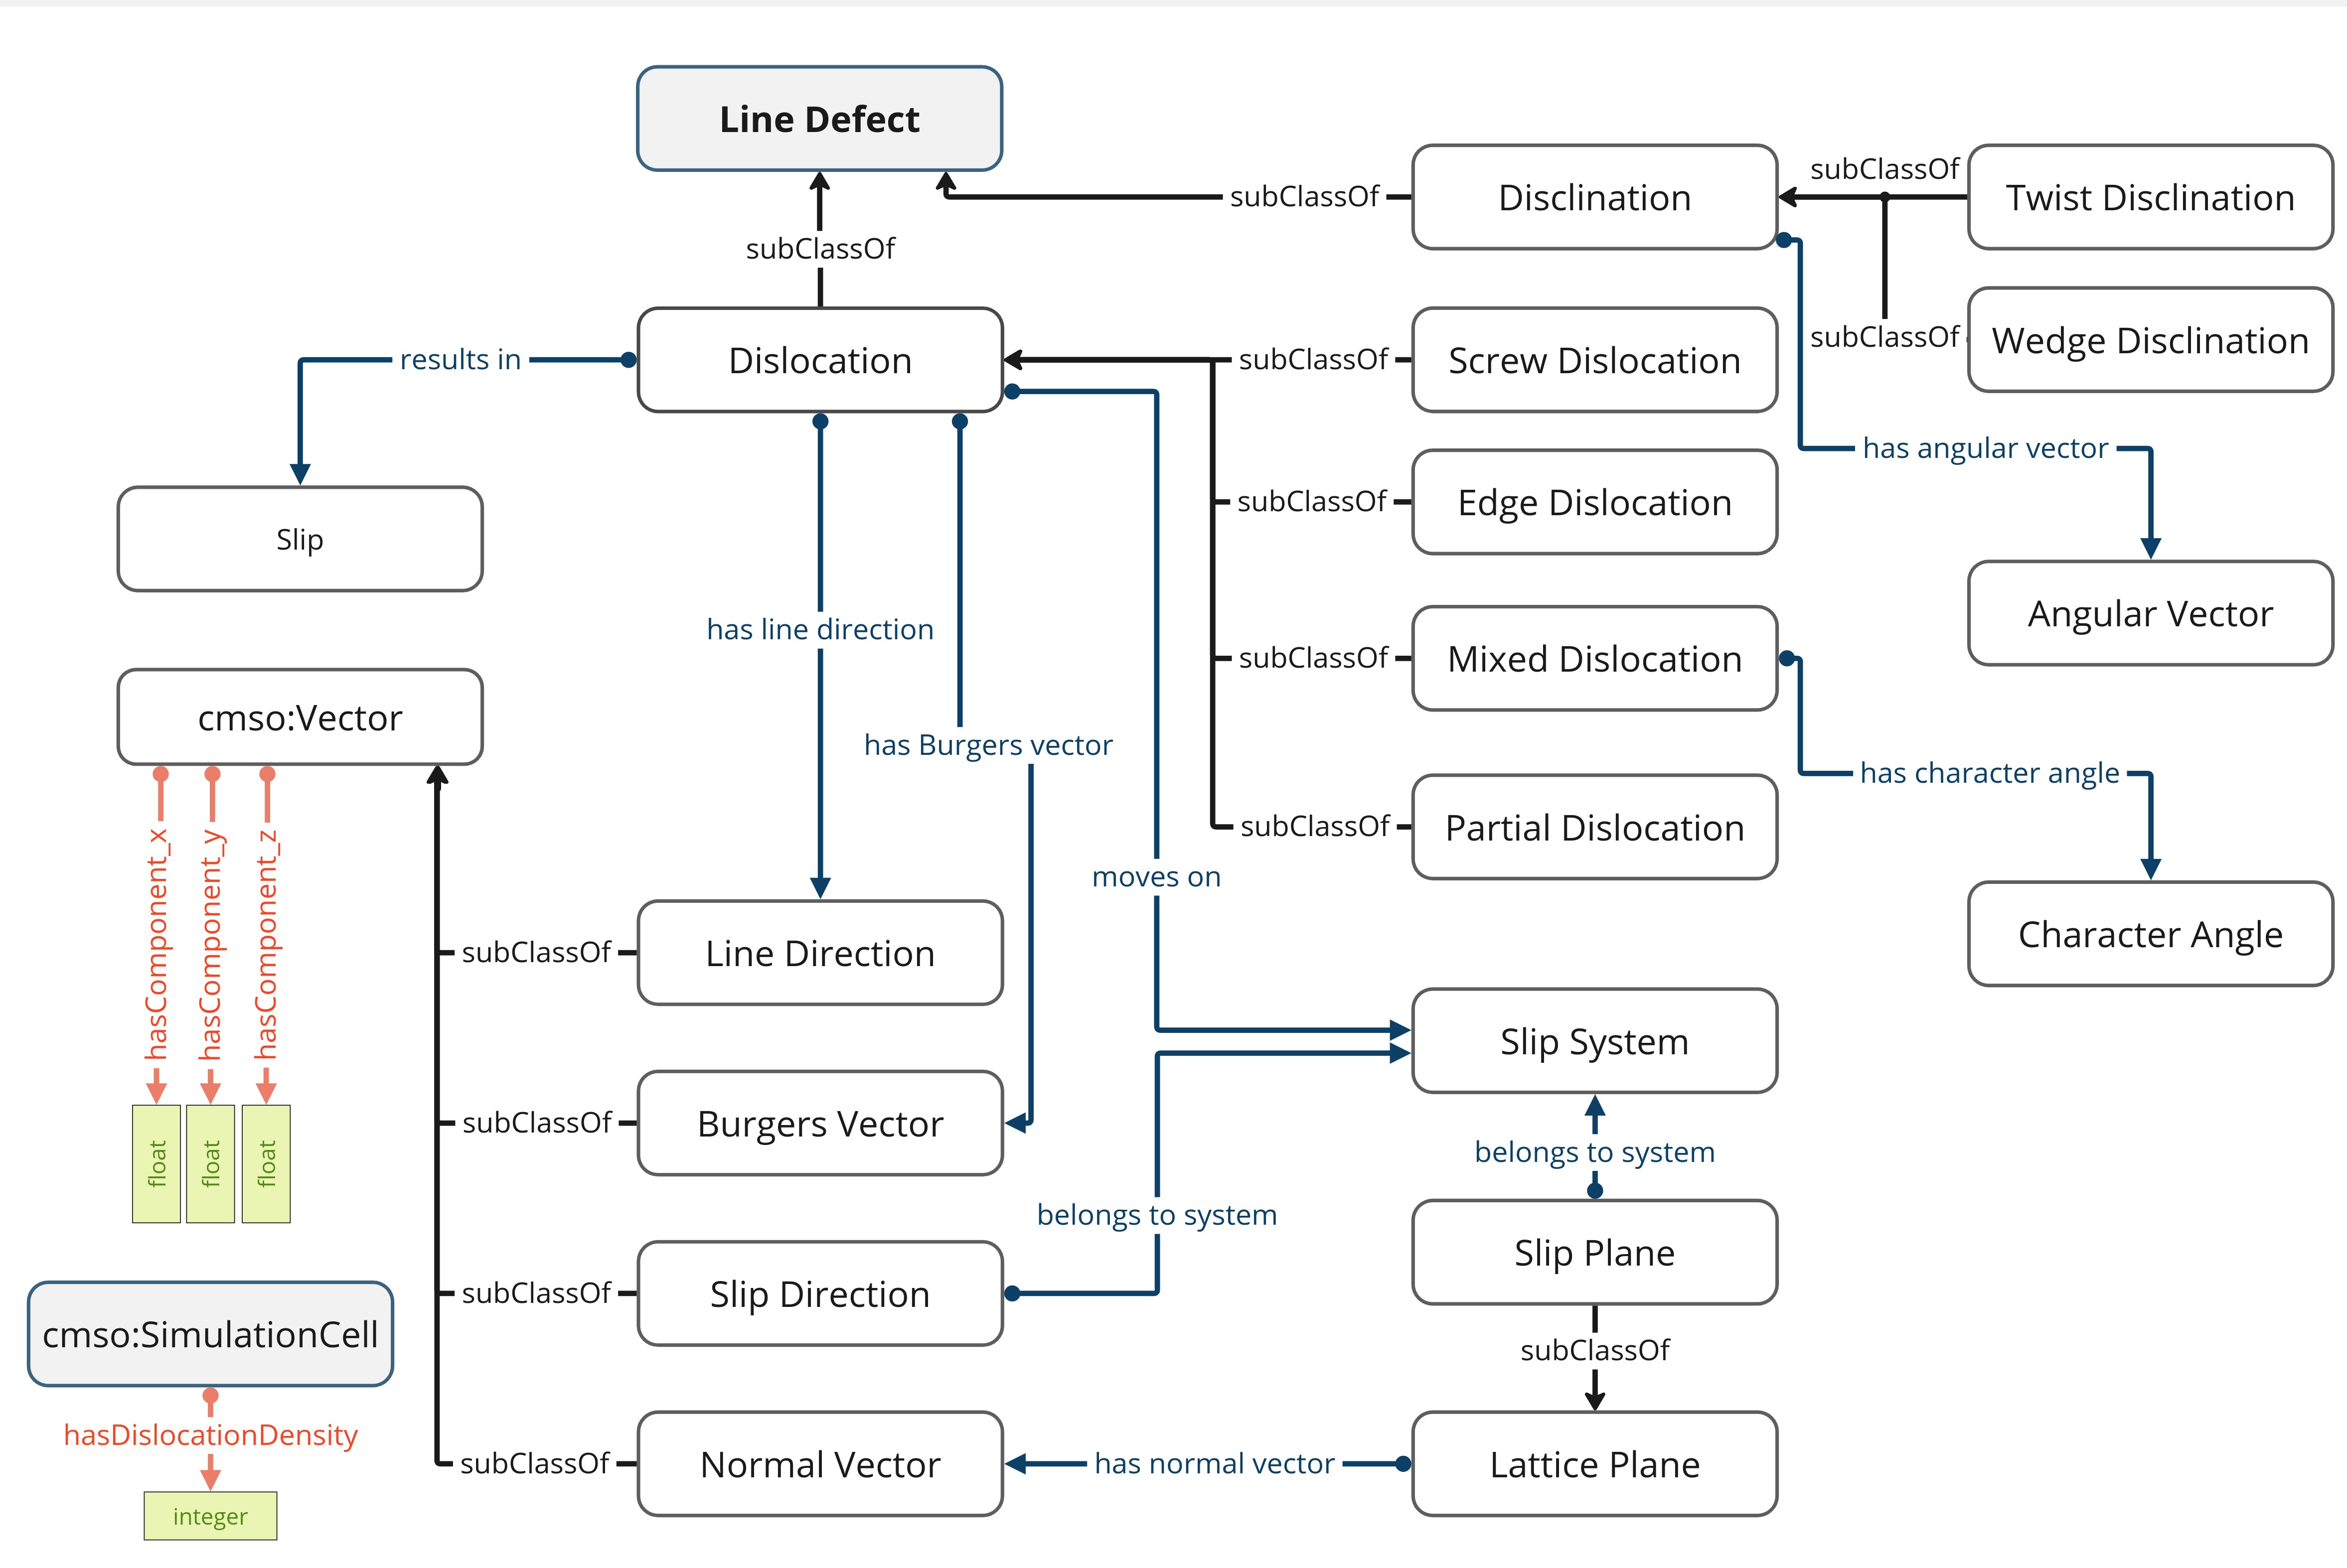 Line Defect
subClassOf
Disclination
subClassOf
Twist Disclination
subClassOf
Dislocation
subClassOf
Screw Dislocation
subClassOf
Wedge Disclination
results in
has angular vector
subClassOf
Edge Dislocation
Slip
Angular Vector
has line direction
subClassOf
Mixed Dislocation
cmso:Vector
has Burgers vector
has character angle
subClassOf
Partial Dislocation
hasComponent_x
hasComponent_y
hasComponent_z
moves on
Character Angle
subClassOf
Line Direction
Slip System
float
float
float
subClassOf
Burgers Vector
belongs to system
belongs to system
Slip Plane
subClassOf
Slip Direction
cmso:SimulationCell
subClassOf
hasDislocationDensity
subClassOf
Normal Vector
has normal vector
Lattice Plane
integer